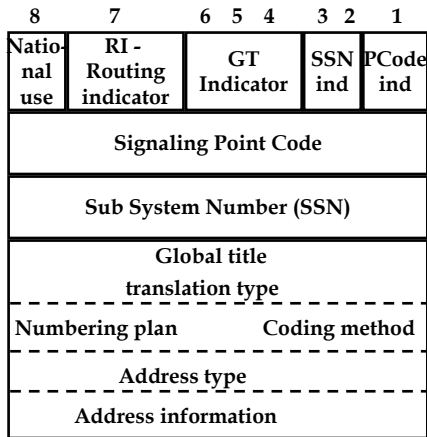 8 7 6 5 4 3 2 1
Natio- RI - GT SSN PCode
nal Routing Indicator ind ind
use indicator
Signaling Point Code
Sub System Number (SSN)
Global title
translation type
Numbering plan Coding method
Address type
Address information